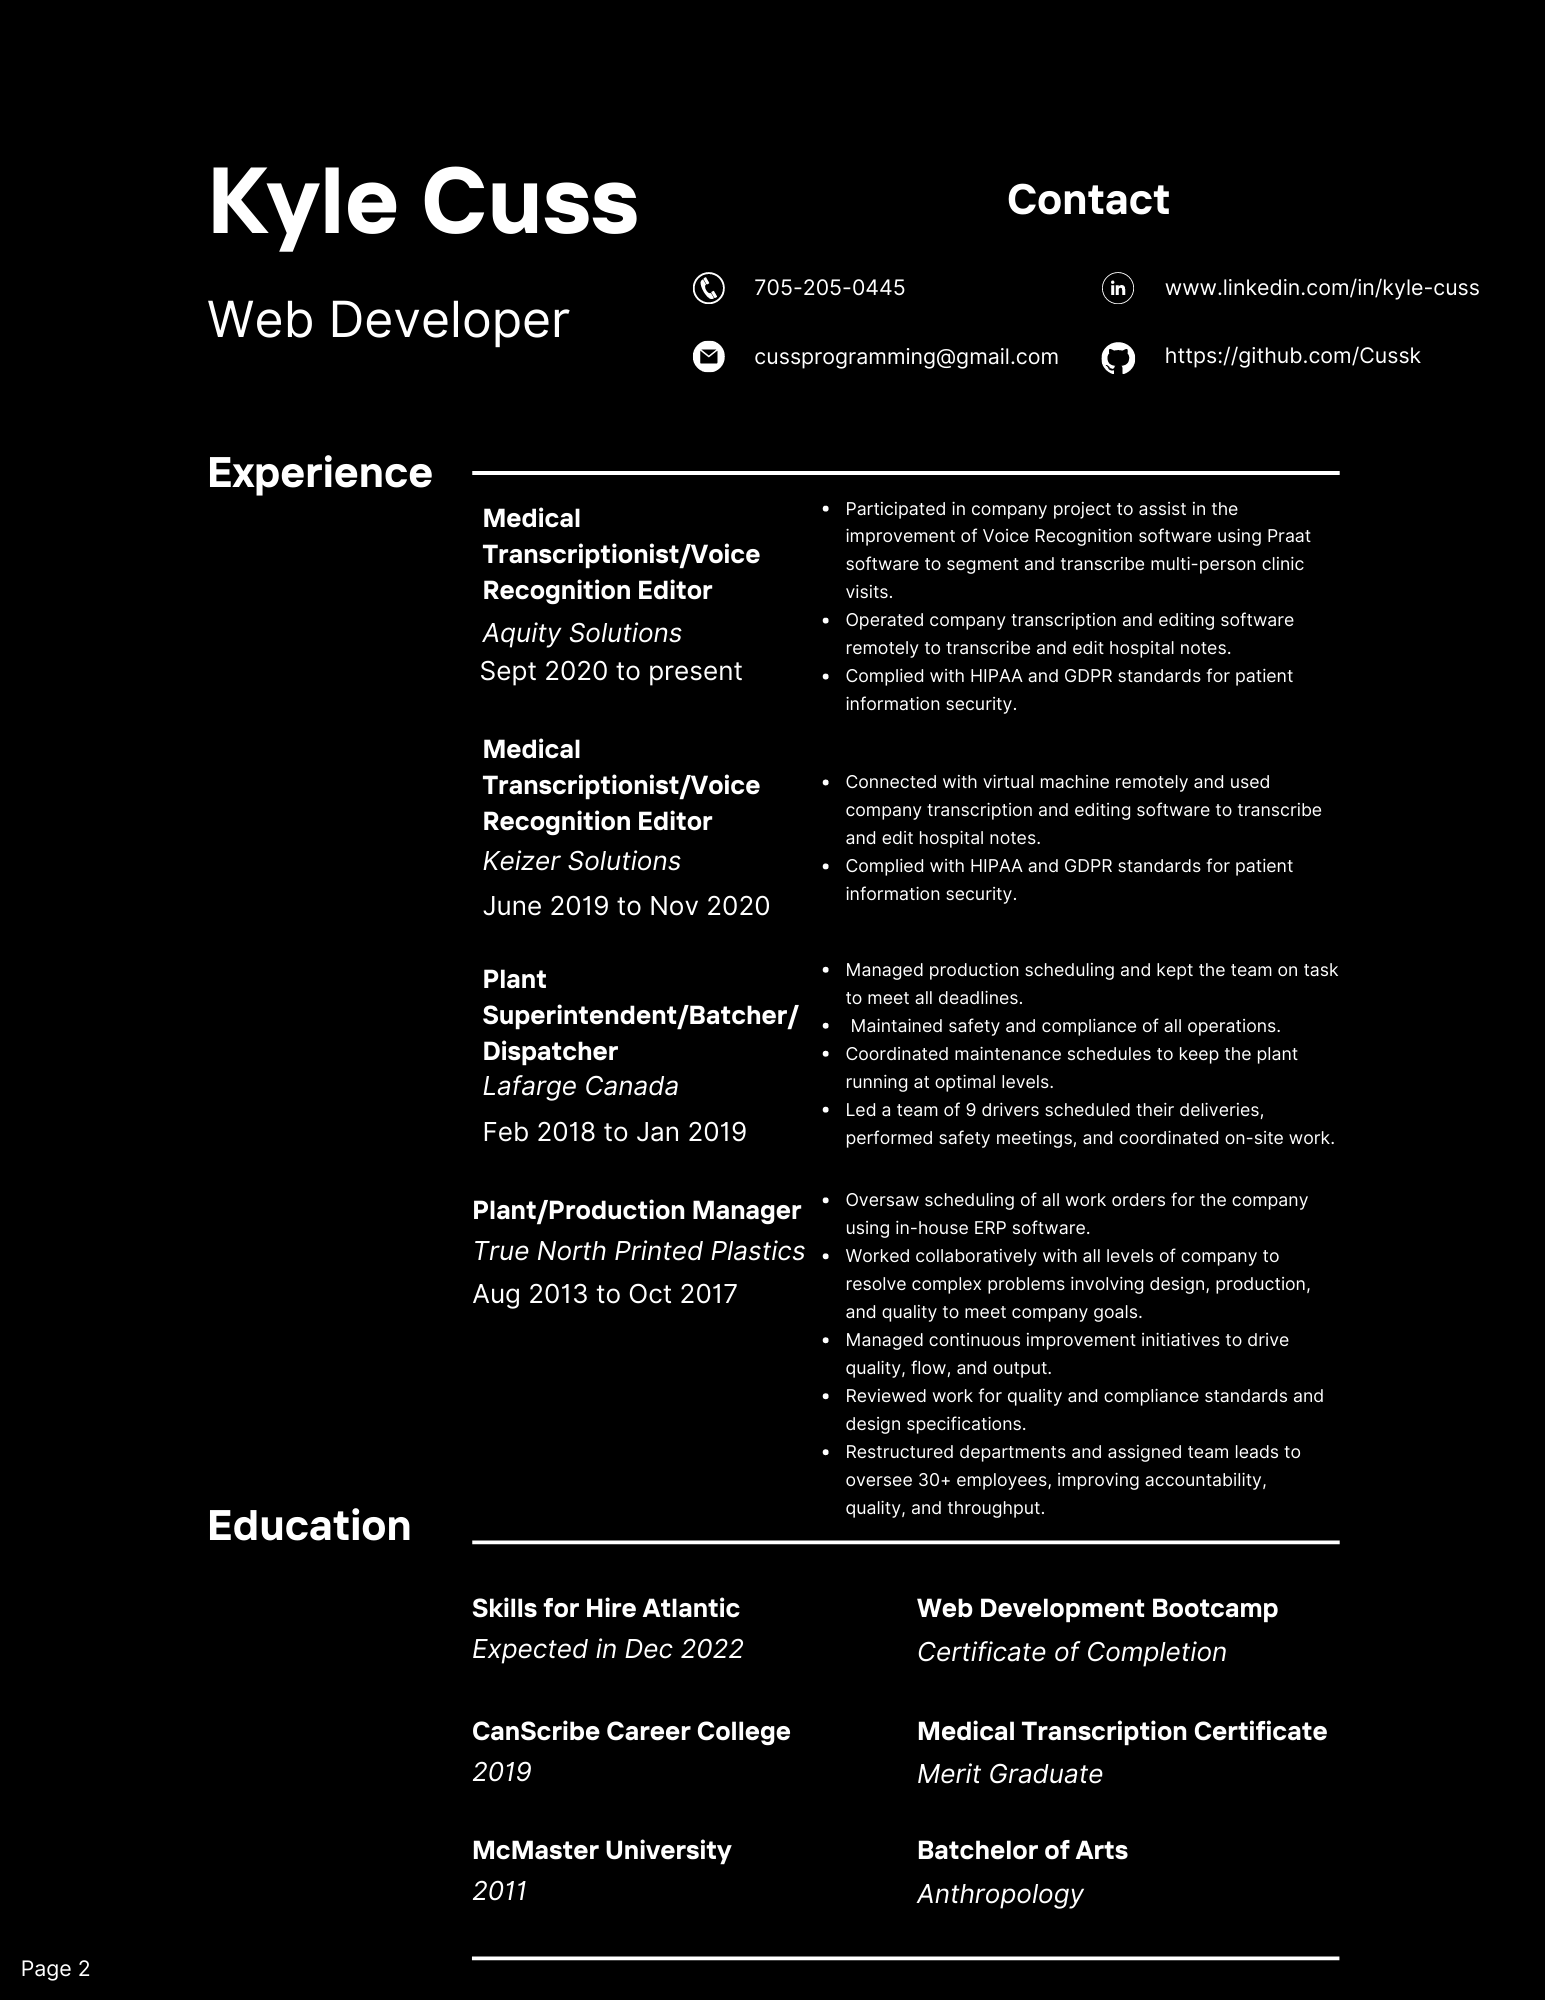 Kyle Cuss
Web Developer
Contact
705-205-0445
www.linkedin.com/in/kyle-cuss
cussprogramming@gmail.com
https://github.com/Cussk
Experience
Medical
Transcriptionist/Voice
Recognition Editor
Aquity Solutions
Sept 2020 to present
• Participated in company project to assist in the
improvement of Voice Recognition software using Praat
software to segment and transcribe multi-person clinic
visits.
• Operated company transcription and editing software
remotely to transcribe and edit hospital notes.
• Complied with HIPAA and GDPR standards for patient
information security.
Medical
Transcriptionist/Voice
Recognition Editor
Keizer Solutions
June 2019 to Nov 2020
• Connected with virtual machine remotely and used
company transcription and editing software to transcribe
and edit hospital notes.
• Complied with HIPAA and GDPR standards for patient
information security.
Plant
Superintendent/Batcher/
Dispatcher
Lafarge Canada
Feb 2018 to Jan 2019
• Managed production scheduling and kept the team on task
to meet all deadlines.
• Maintained safety and compliance of all operations.
• Coordinated maintenance schedules to keep the plant
running at optimal levels.
• Led a team of 9 drivers scheduled their deliveries,
performed safety meetings, and coordinated on-site work.
Plant/Production Manager
True North Printed Plastics
Aug 2013 to Oct 2017
• Oversaw scheduling of all work orders for the company
using in-house ERP software.
• Worked collaboratively with all levels of company to
resolve complex problems involving design, production,
and quality to meet company goals.
• Managed continuous improvement initiatives to drive
quality, flow, and output.
• Reviewed work for quality and compliance standards and
design specifications.
• Restructured departments and assigned team leads to
oversee 30+ employees, improving accountability,
quality, and throughput.
Education
Skills for Hire Atlantic
Expected in Dec 2022
Web Development Bootcamp
Certificate of Completion
CanScribe Career College
2019
Medical Transcription Certificate
Merit Graduate
McMaster University
2011
Batchelor of Arts
Anthropology
Page 2